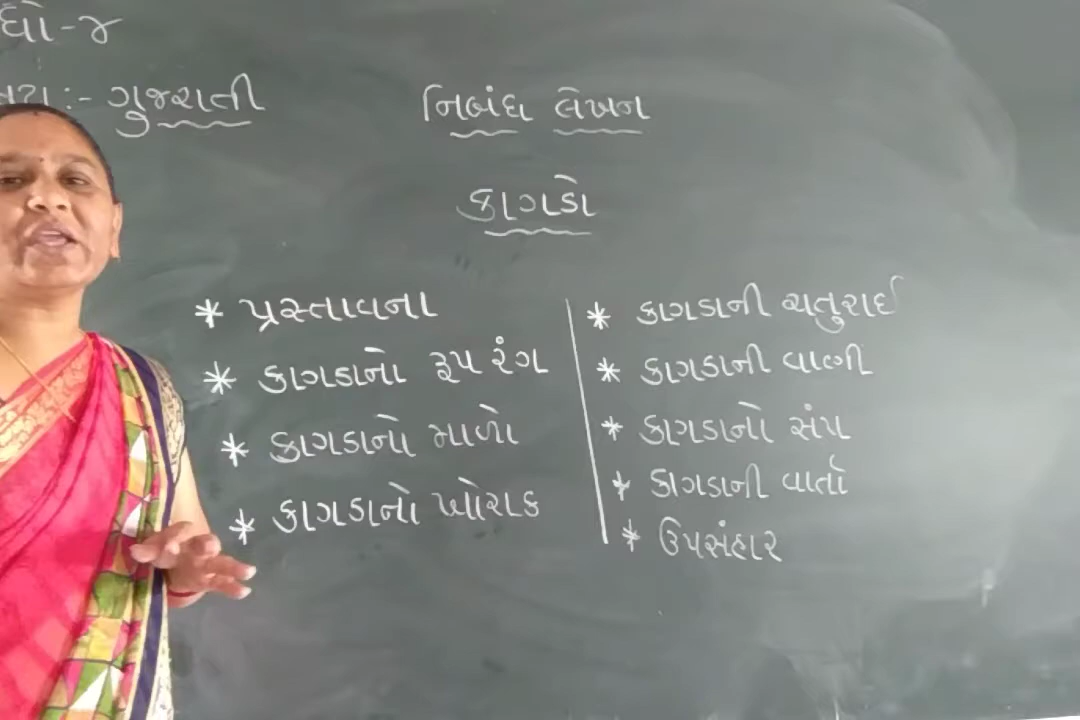 ધો-૪
:- ગુજરાતી
નિબંધ લેખન
કાગડો
* પ્રસ્તાવના
* કાગડાનો રૂપ રંગ
* કાગડાનો માળો
* કાગડાનો ખોરાક
* કાગડાની ચતુરાઈ
* કાગડાની વાણી
* કાગડાનો સંપ
* કાગડાની વાર્તા
* ઉપસંહાર